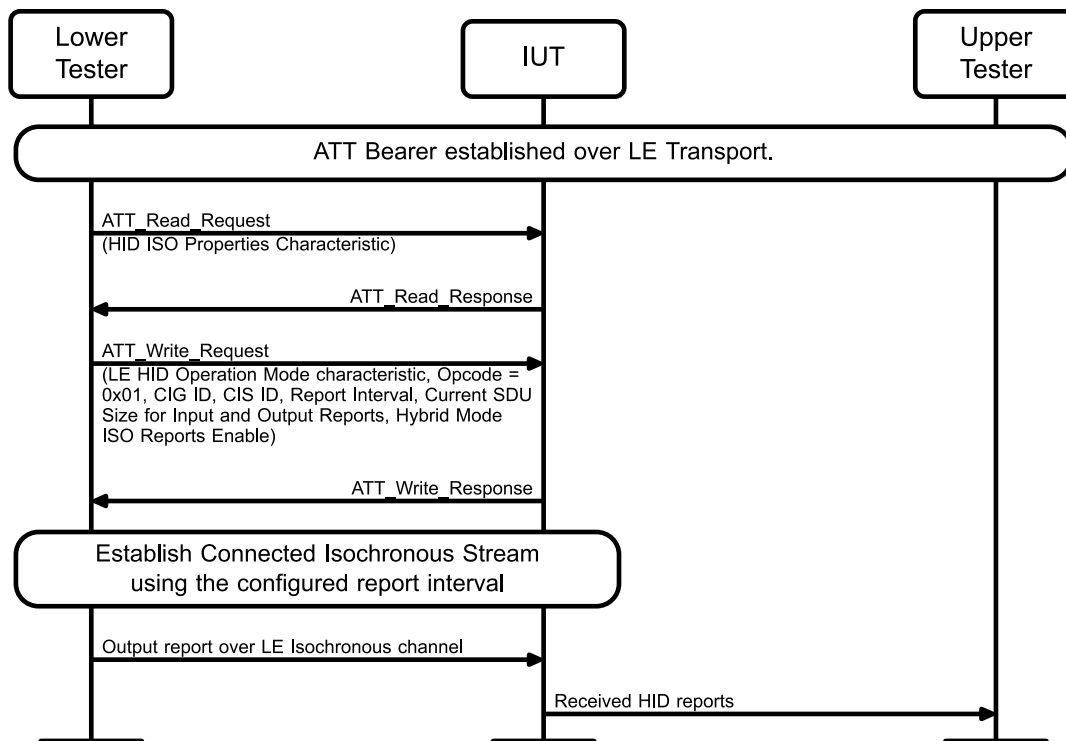 Lower
Tester
IUT
Upper
Tester
ATT Bearer established over LE Transport.
ATT_Read_Request
(HID ISO Properties Characteristic)
ATT_Read_Response
ATT_Write_Request
(LE HID Operation Mode characteristic, Opcode =
0x01, CIG ID, CIS ID, Report Interval, Current SDU
Size for Input and Output Reports, Hybrid Mode
ISO Reports Enable)
ATT_Write_Response
Establish Connected Isochronous Stream
using the configured report interval
Output report over LE Isochronous channel
Received HID reports